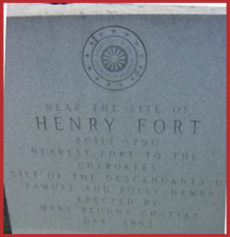 NEAR THE SITE OF
HENRY FORT
BUILT 1790
NEAREST FORT TO THE
CHEROKEES
GIFT OF THE DESCENDANTS OF
SAMUEL AND POLLY HENRY
ERECTED BY
MARY BLOUNT CHAPTER
DAR